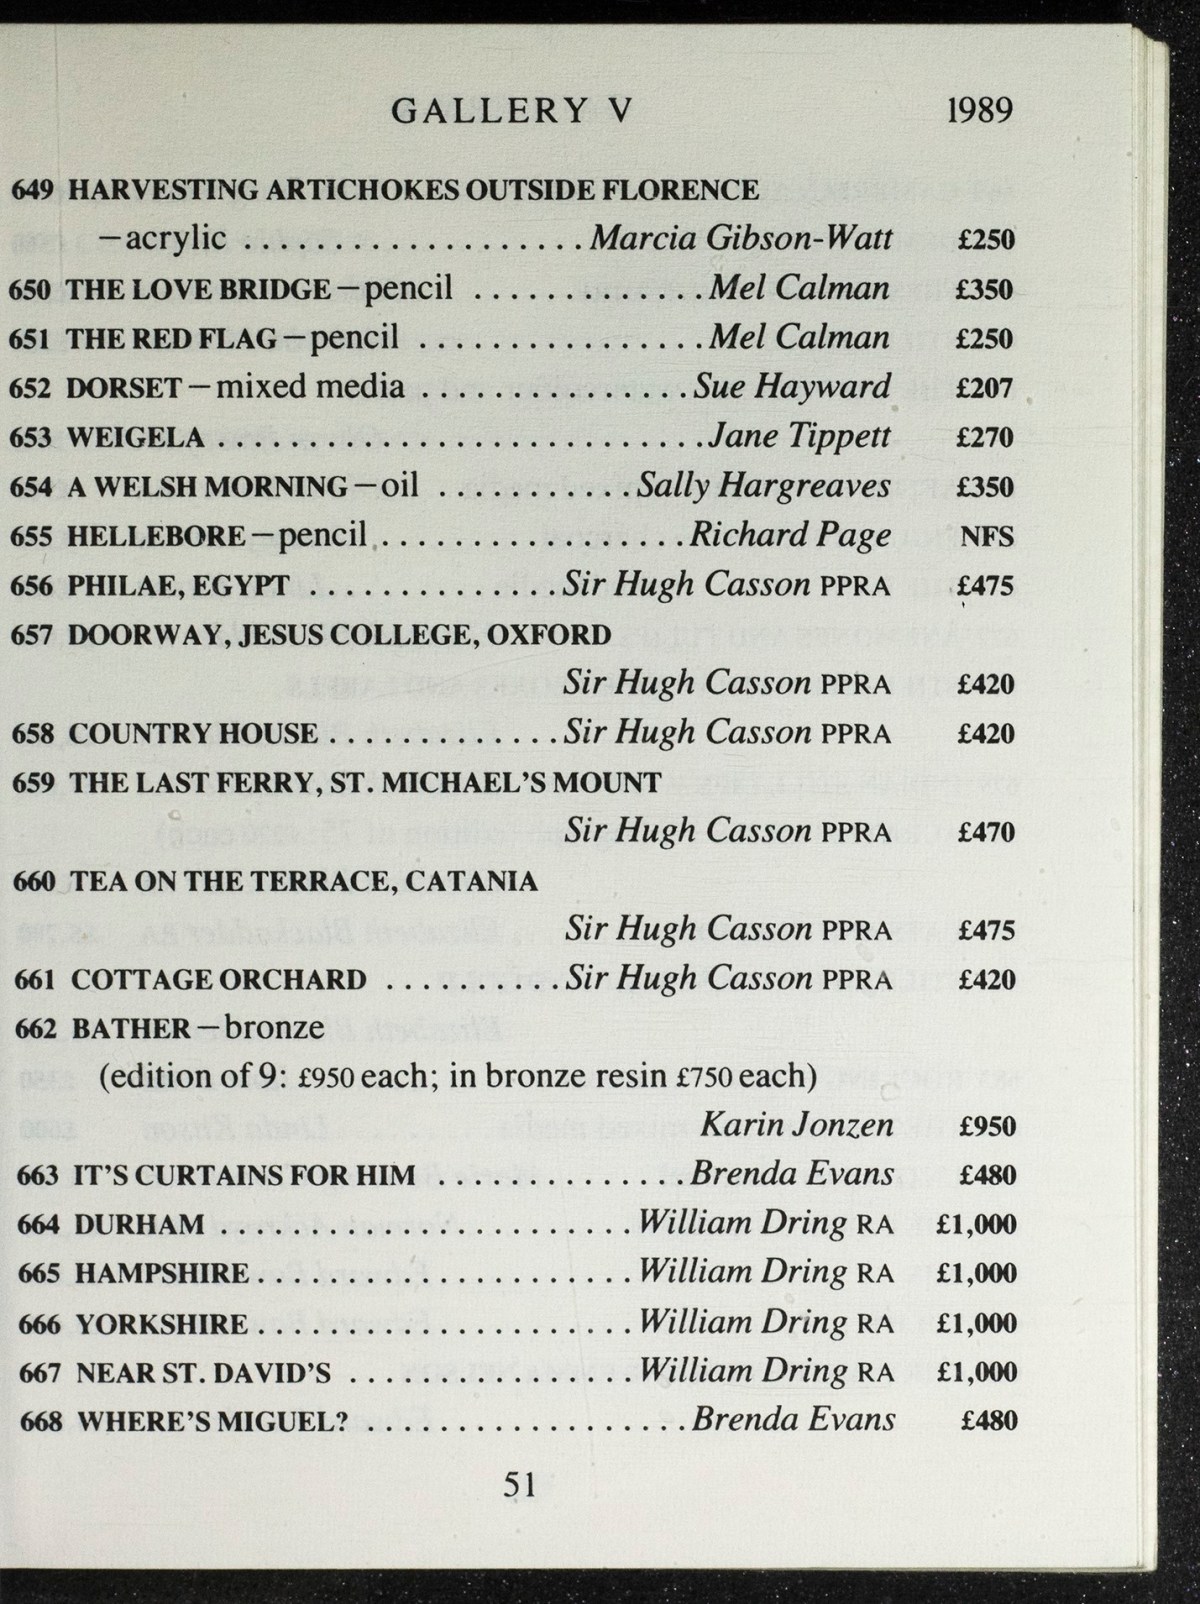 GALLERY V 1989
649 HARVESTING ARTICHOKES OUTSIDE FLORENCE
—acrylic . . . . . . . . . . . . . . . . . . . Marcia Gibson-Watt £250
650 THE LOVE BRIDGE—pencil . . . . . . . . . . . . . Mel Calman £350
651 THE RED FLAG—pencil . . . . . . . . . . . . . . . . Mel Calman £250
652 DORSET—mixed media . . . . . . . . . . . . . . . Sue Hayward £207
653 WEIGELA . . . . . . . . . . . . . . . . . . . . . . . . . . . Jane Tippett £270
654 A WELSH MORNING—oil . . . . . . . . . . . Sally Hargreaves £350
655 HELLEBORE—pencil . . . . . . . . . . . . . . . . . Richard Page NFS
656 PHILAE, EGYPT . . . . . . . . . . . . . . Sir Hugh Casson PPRA £475
657 DOORWAY, JESUS COLLEGE, OXFORD
Sir Hugh Casson PPRA £420
658 COUNTRY HOUSE . . . . . . . . . . . . . Sir Hugh Casson PPRA £420
659 THE LAST FERRY, ST. MICHAEL'S MOUNT
Sir Hugh Casson PPRA £470
660 TEA ON THE TERRACE, CATANIA
Sir Hugh Casson PPRA £475
661 COTTAGE ORCHARD . . . . . . . . . . Sir Hugh Casson PPRA £420
662 BATHER—bronze
(edition of 9: £950 each; in bronze resin £750 each)
Karin Jonzen £950
663 IT'S CURTAINS FOR HIM . . . . . . . . . . . . . . Brenda Evans £480
664 DURHAM . . . . . . . . . . . . . . . . . . . . . . . William Dring RA £1,000
665 HAMPSHIRE . . . . . . . . . . . . . . . . . . . . . William Dring RA £1,000
666 YORKSHIRE . . . . . . . . . . . . . . . . . . . . . William Dring RA £1,000
667 NEAR ST. DAVID'S . . . . . . . . . . . . . . . . William Dring RA £1,000
668 WHERE'S MIGUEL? . . . . . . . . . . . . . . . . . . Brenda Evans £480
51